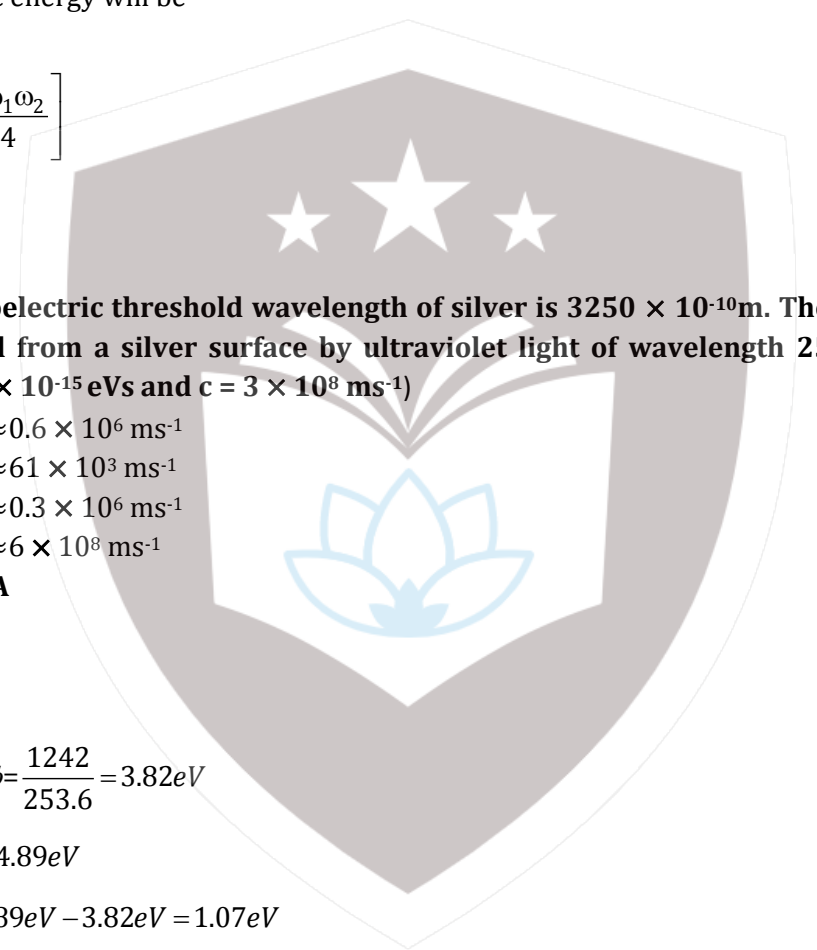 energy will be
ω₁ω₂
4
]
electric threshold wavelength of silver is 3250 × 10⁻¹⁰m. The
from a silver surface by ultraviolet light of wavelength 25
× 10⁻¹⁵ eVs and c = 3 × 10⁸ ms⁻¹)
≈0.6 × 10⁶ ms⁻¹
≈61 × 10³ ms⁻¹
≈0.3 × 10⁶ ms⁻¹
≈6 × 10⁸ ms⁻¹
A
= 1242 / 253.6 = 3.82eV
4.89eV
89eV − 3.82eV = 1.07eV